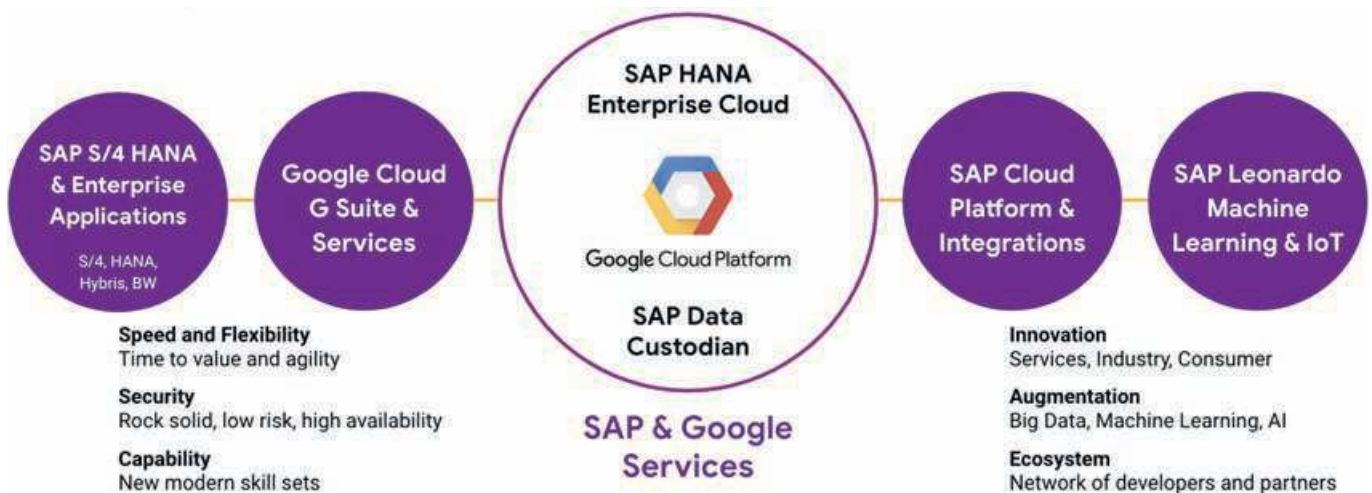 SAP S/4 HANA
& Enterprise
Applications
S/4, HANA,
Hybris, BW
Google Cloud
G Suite &
Services
SAP HANA
Enterprise Cloud
Google Cloud Platform
SAP Data
Custodian
SAP Cloud
Platform &
Integrations
SAP Leonardo
Machine
Learning & IoT
Speed and Flexibility
Time to value and agility
Security
Rock solid, low risk, high availability
Capability
New modern skill sets
SAP & Google
Services
Innovation
Services, Industry, Consumer
Augmentation
Big Data, Machine Learning, AI
Ecosystem
Network of developers and partners